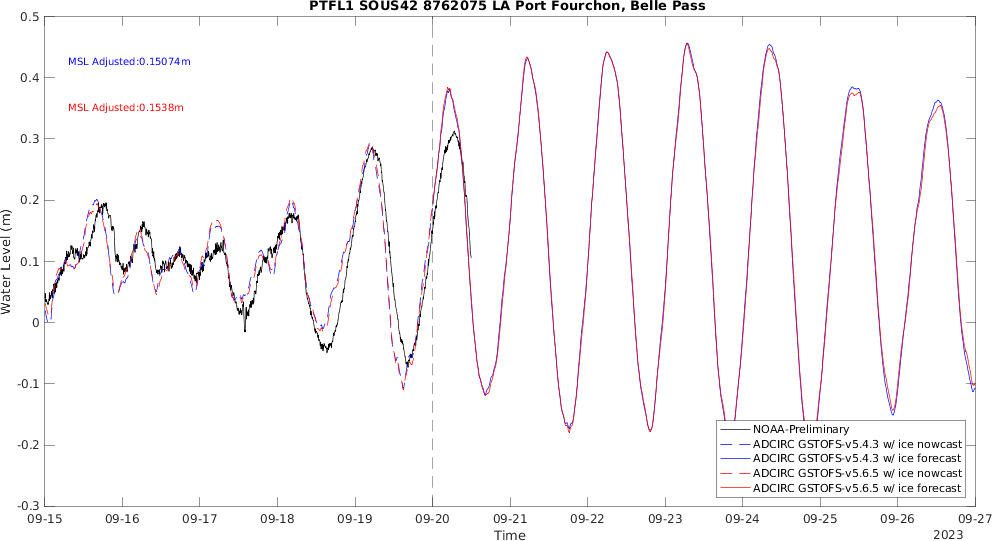 PTFL1 SOUS42 8762075 LA Port Fourchon, Belle Pass
0.5
0.4
0.3
0.2
0.1
0
-0.1
-0.2
-0.3
Water Level (m)
MSL Adjusted:0.15074m
MSL Adjusted:0.1538m
NOAA-Preliminary
ADCIRC GSTOFS-v5.4.3 w/ ice nowcast
ADCIRC GSTOFS-v5.4.3 w/ ice forecast
ADCIRC GSTOFS-v5.6.5 w/ ice nowcast
ADCIRC GSTOFS-v5.6.5 w/ ice forecast
09-15 09-16 09-17 09-18 09-19 09-20 09-21 09-22 09-23 09-24 09-25 09-26 09-27
Time
2023